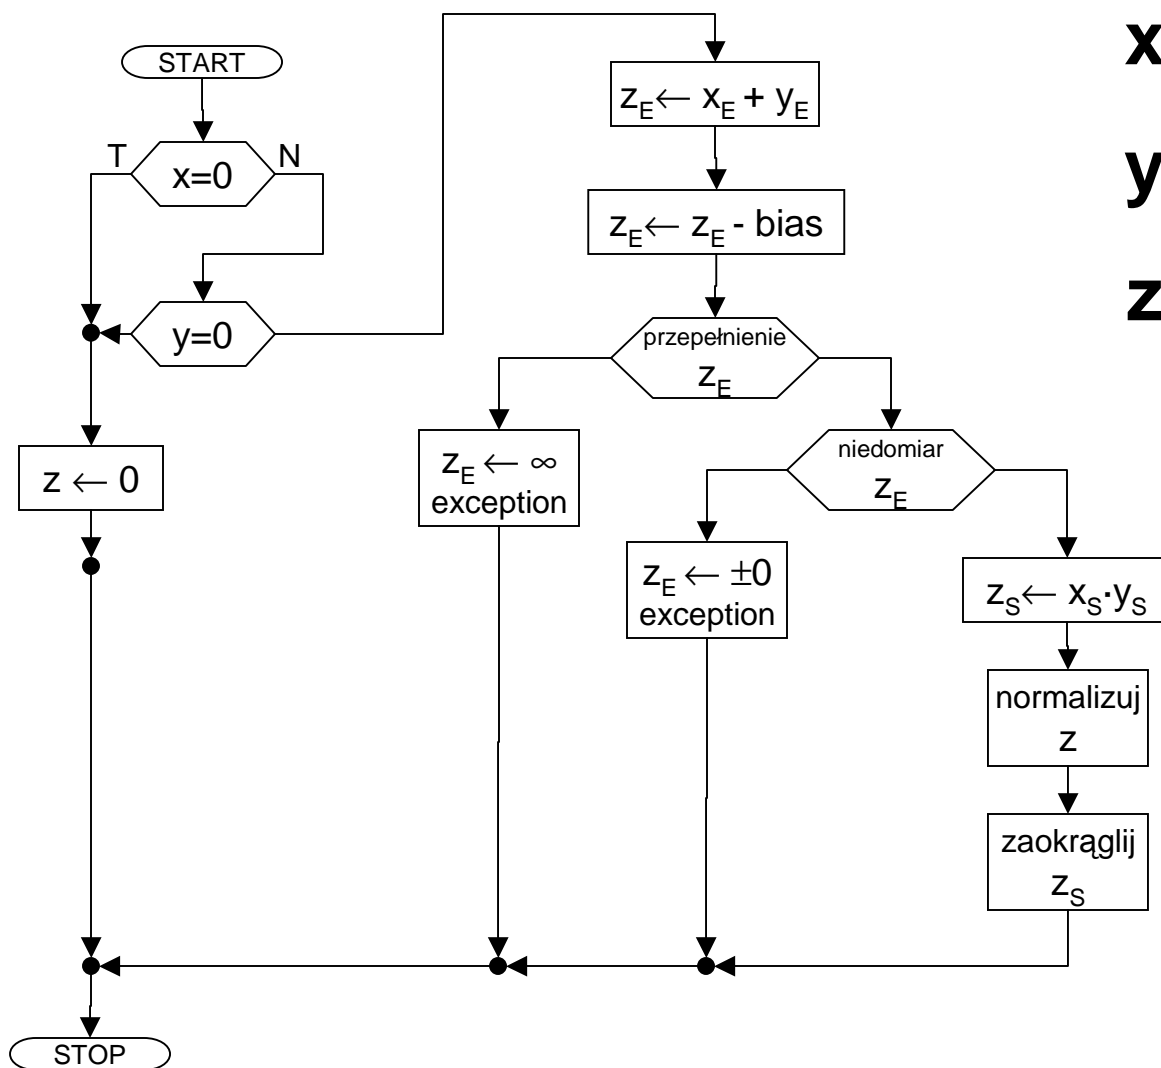 START
T
N
x=0
y=0
z ← 0
z_E ← x_E + y_E
z_E ← z_E - bias
przepełnienie
z_E
z_E ← ∞
exception
niedomiar
z_E
z_E ← ±0
exception
z_S ← x_S·y_S
normalizuj
z
zaokrąglij
z_S
STOP
x
y
z